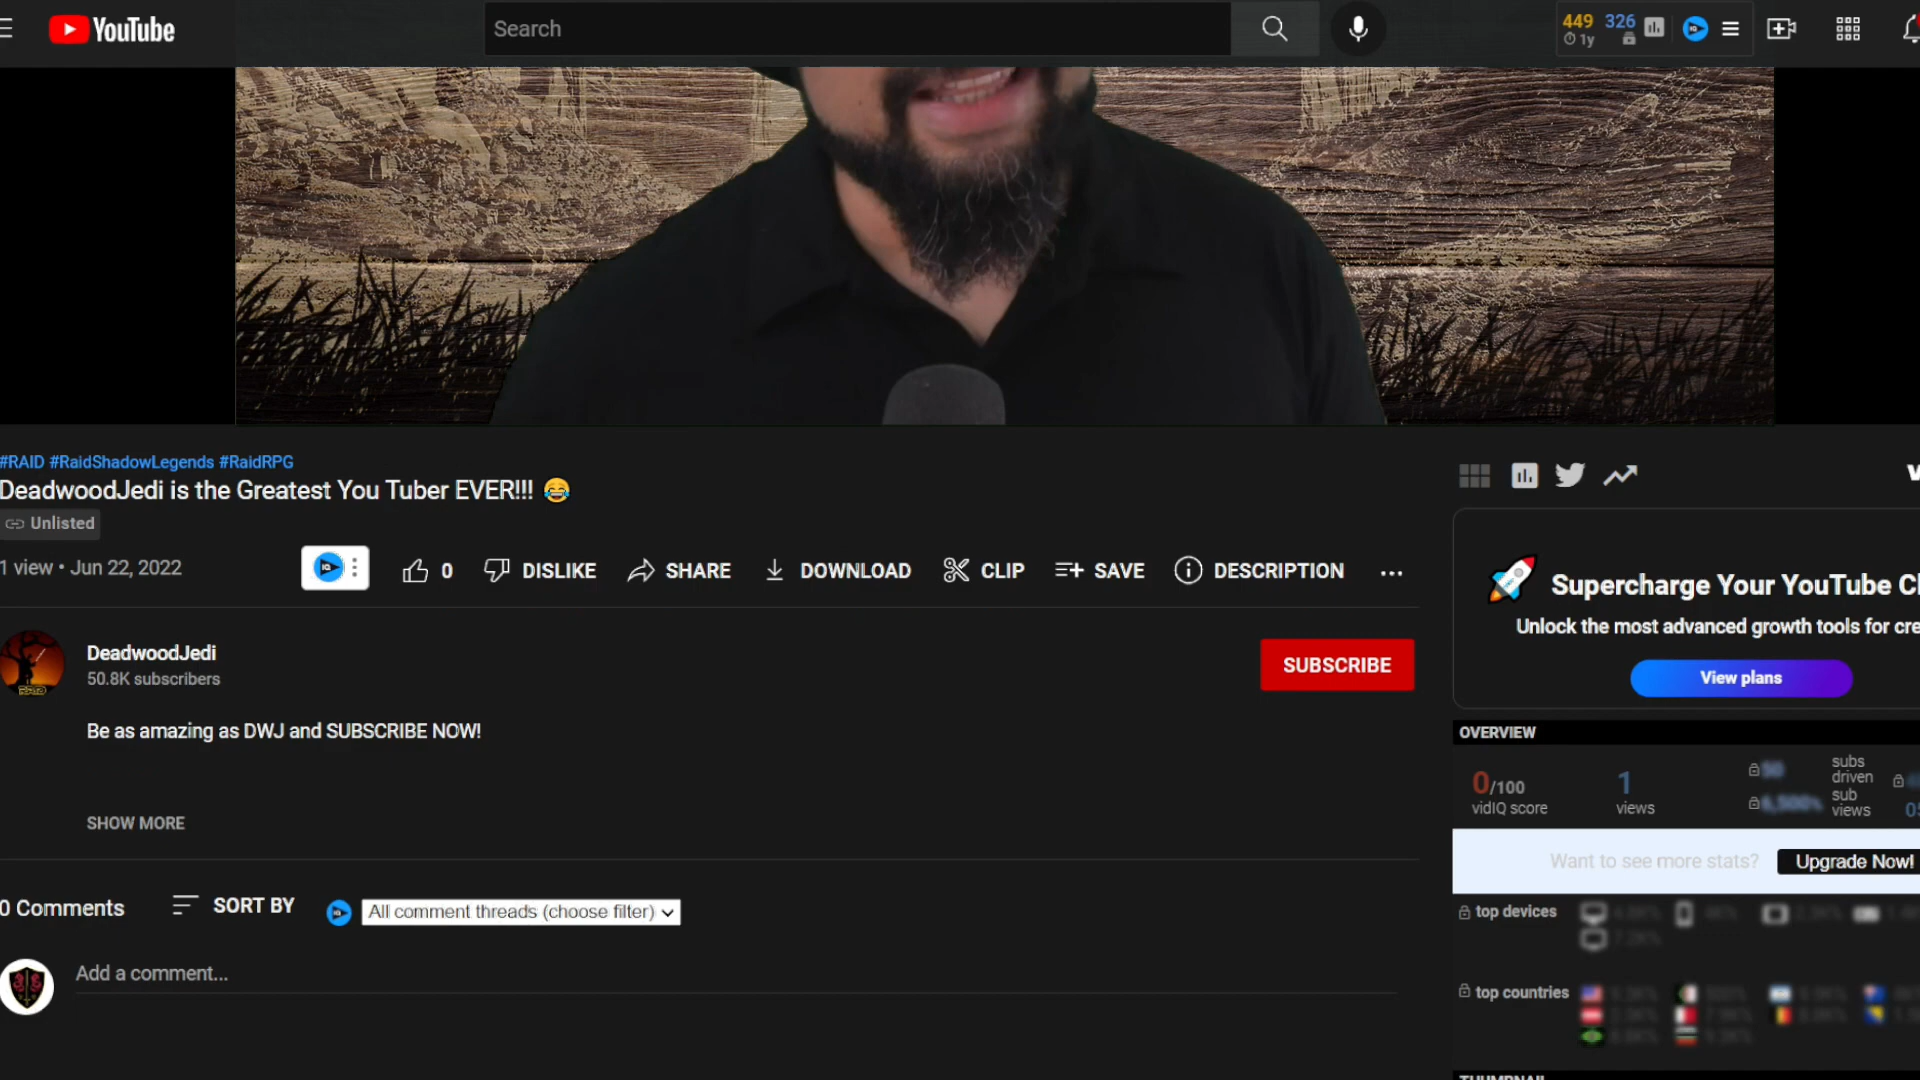 YouTube
Search
449 326
1y
#RAID #RaidShadowLegends #RaidRPG
DeadwoodJedi is the Greatest You Tuber EVER!!! 😂
Unlisted
1 view • Jun 22, 2022
0 DISLIKE SHARE DOWNLOAD CLIP SAVE DESCRIPTION
DeadwoodJedi
50.8K subscribers
SUBSCRIBE
Be as amazing as DWJ and SUBSCRIBE NOW!
SHOW MORE
0 Comments
SORT BY
All comment threads (choose filter)
Add a comment...
Supercharge Your YouTube
Unlock the most advanced growth tools for
View plans
OVERVIEW
0/100
vidIQ score
1
views
subs
driven
sub
views
Want to see more stats?
Upgrade Now!
top devices
top countries